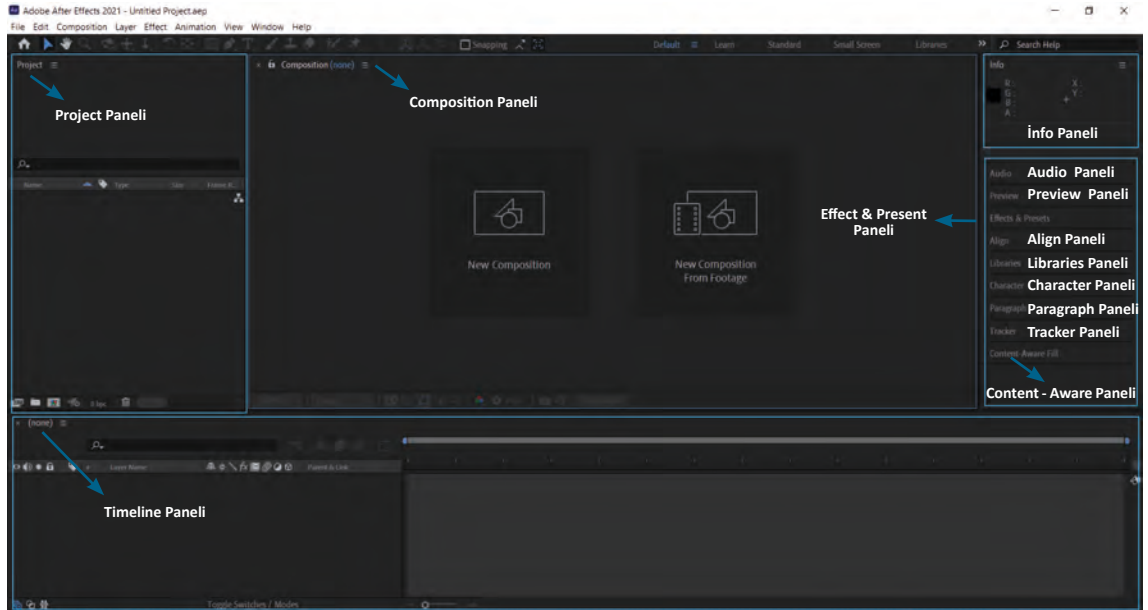 Adobe After Effects 2021 - Untitled Project.aep
File Edit Composition Layer Effect Animation View Window Help
Snapping
Default Learn Standard Small Screen Libraries
Search Help
Project
Project Paneli
Name Type Size Frame R...
8 bpc
Composition (none)
Composition Paneli
New Composition
New Composition
From Footage
Effect & Present
Paneli
Info
R :
G :
B :
A :
X :
Y :
İnfo Paneli
Audio Audio Paneli
Preview Preview Paneli
Effects & Presets
Align Align Paneli
Libraries Libraries Paneli
Character Character Paneli
Paragraph Paragraph Paneli
Tracker Tracker Paneli
Content-Aware Fill
Content - Aware Paneli
(none)
# Layer Name Parent & Link
Timeline Paneli
Toggle Switches / Modes